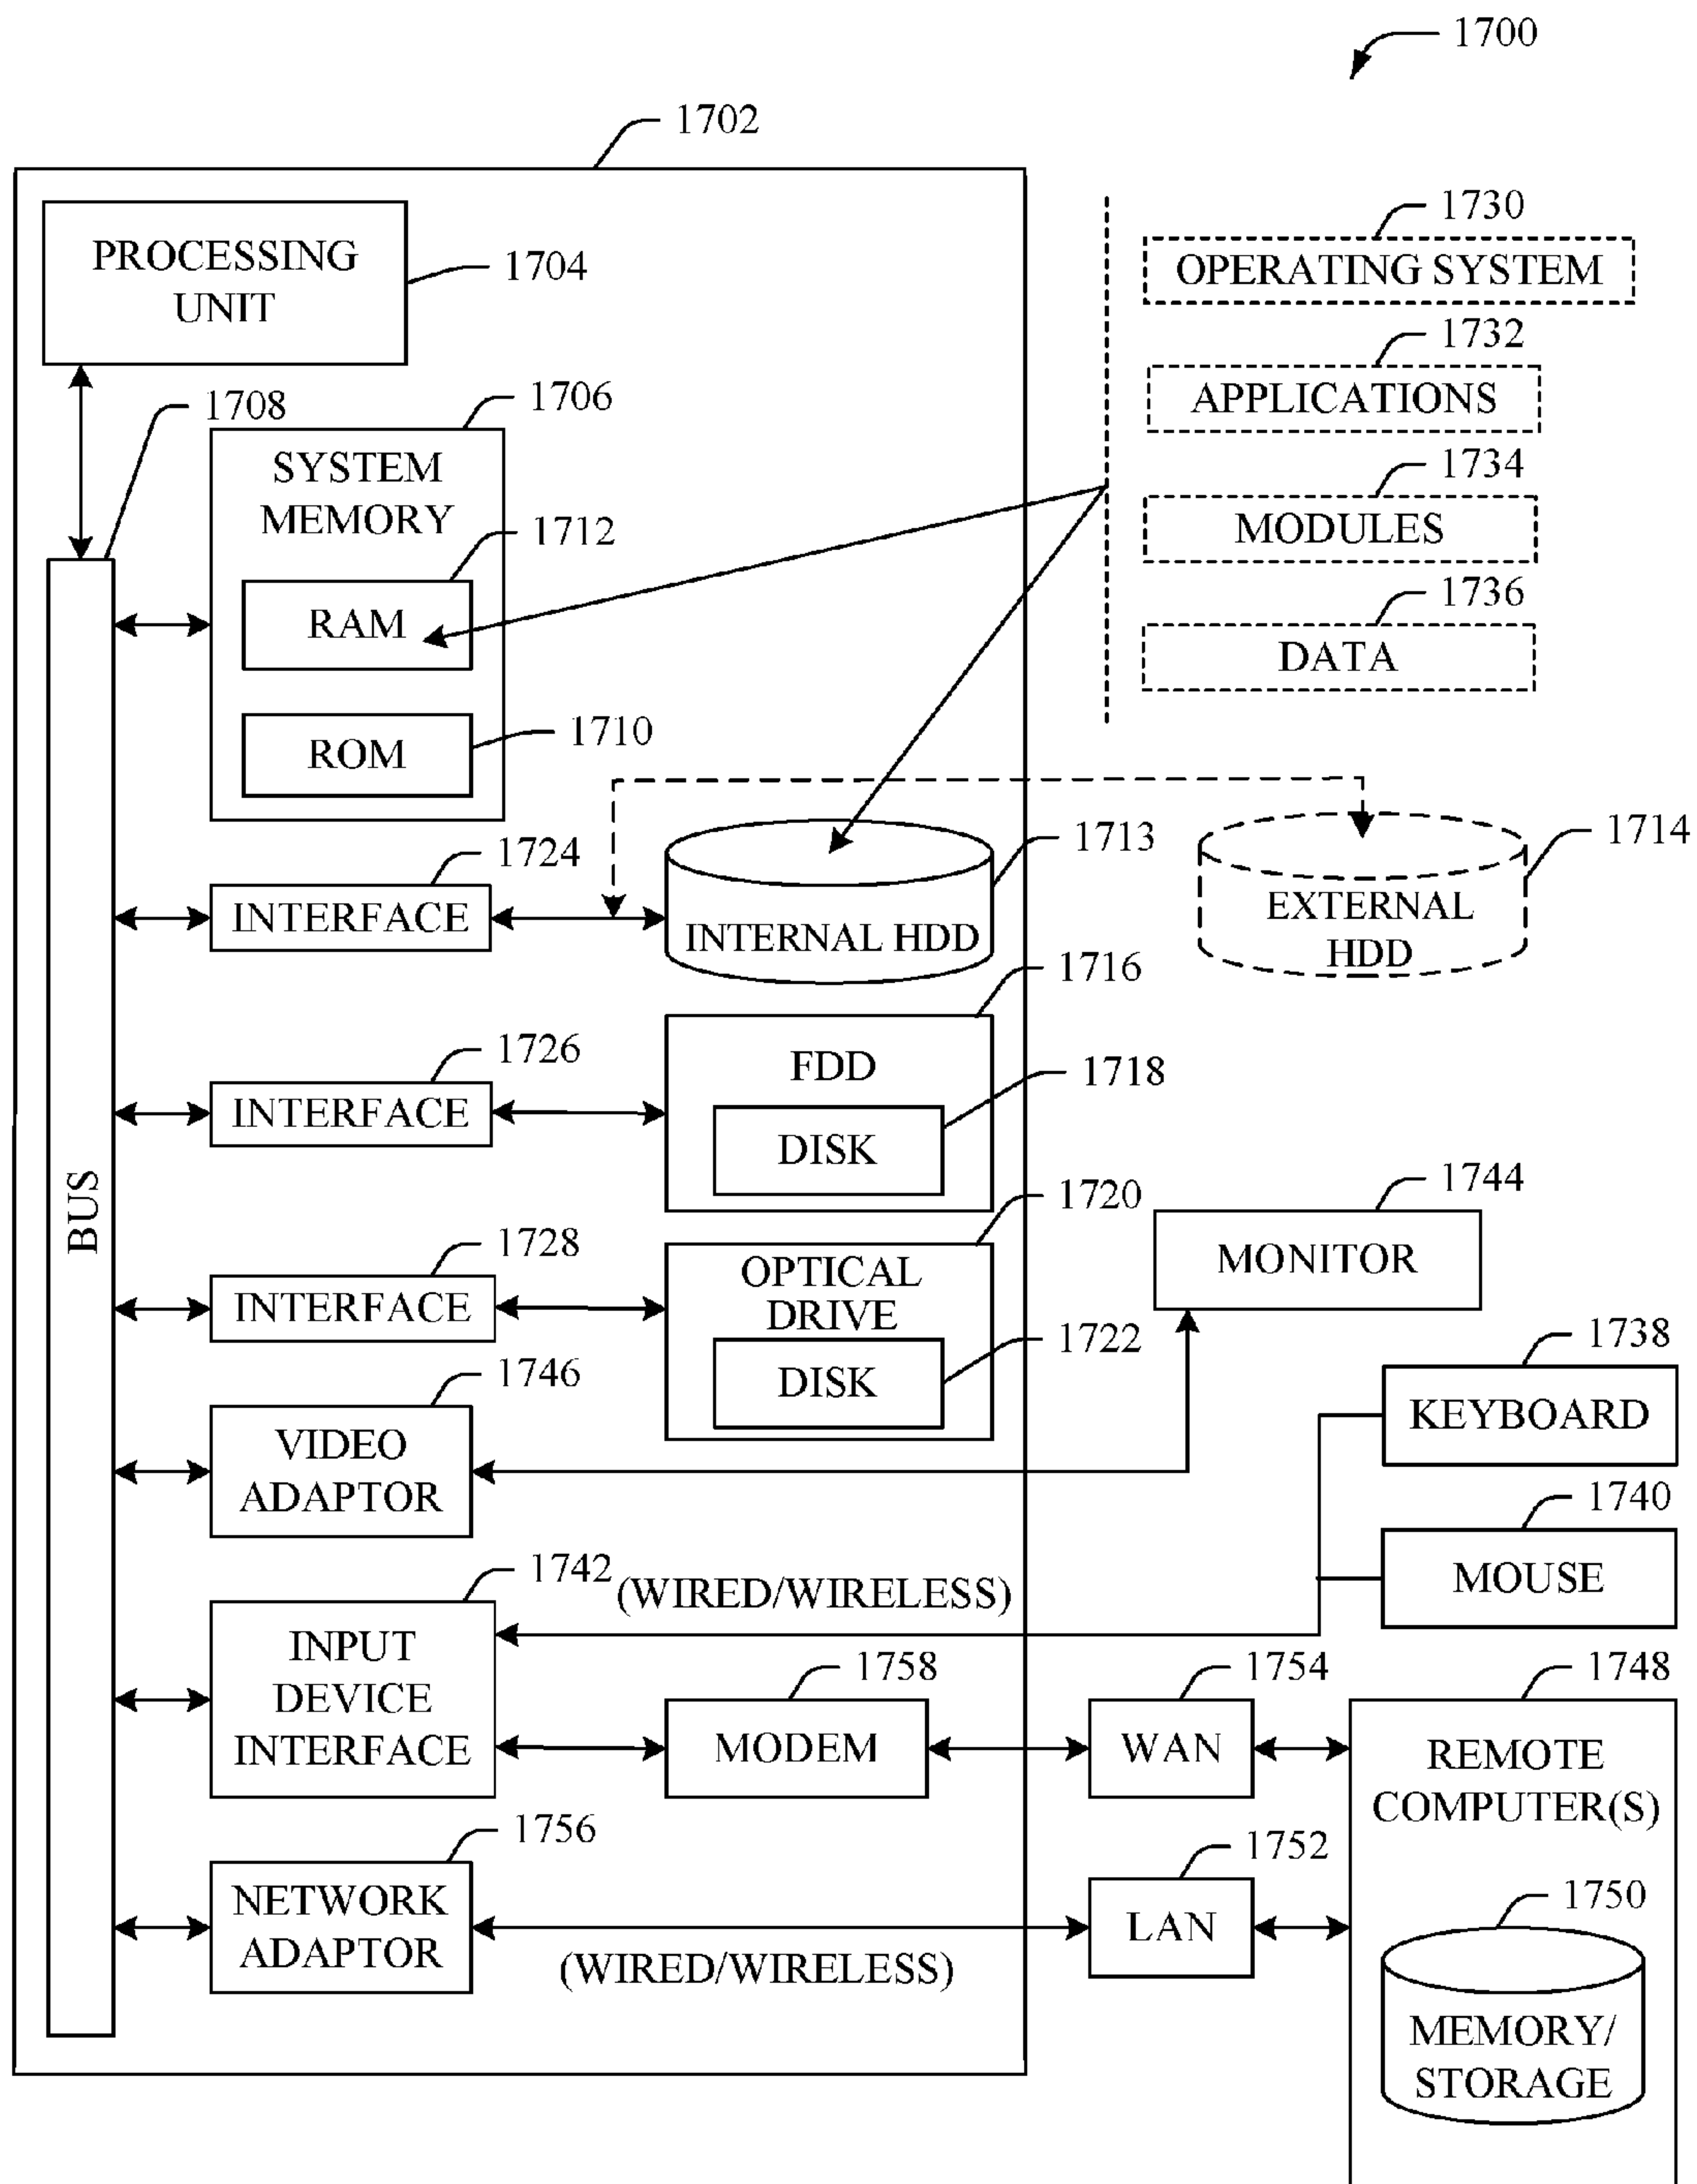 1700
1702
PROCESSING
UNIT
1704
1730
OPERATING SYSTEM
1732
APPLICATIONS
1734
MODULES
1736
DATA
1708
1706
SYSTEM
MEMORY
1712
RAM
1710
ROM
1724
INTERFACE
1713
INTERNAL HDD
1714
EXTERNAL
HDD
1716
FDD
1726
INTERFACE
1718
DISK
BUS
1720
OPTICAL
DRIVE
1728
INTERFACE
1722
DISK
1744
MONITOR
1746
VIDEO
ADAPTOR
1738
KEYBOARD
1740
MOUSE
1742
(WIRED/WIRELESS)
INPUT
DEVICE
INTERFACE
1758
MODEM
1754
WAN
1748
REMOTE
COMPUTER(S)
1756
NETWORK
ADAPTOR
(WIRED/WIRELESS)
1752
LAN
1750
MEMORY/
STORAGE